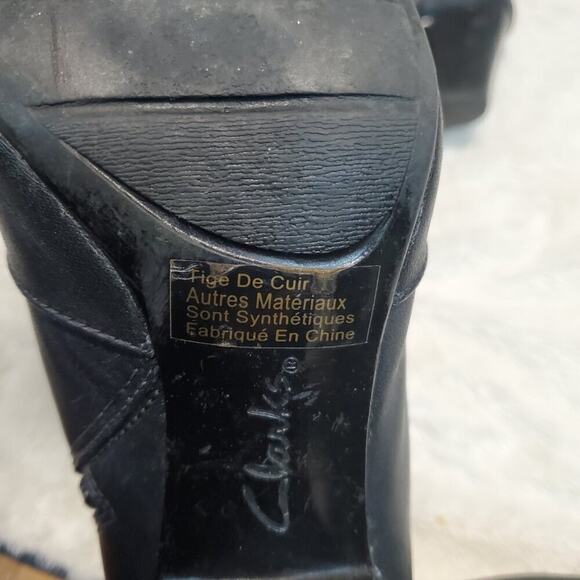 Tige De Cuir
Autres Matériaux
Sont Synthétiques
Fabriqué En Chine
Clarks®